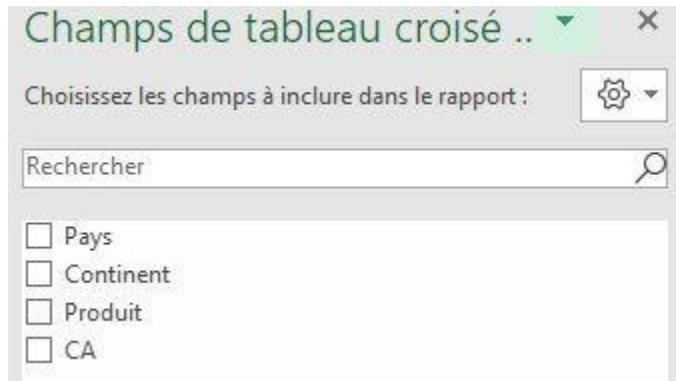 Champs de tableau croisé ..
Choisissez les champs à inclure dans le rapport :
Rechercher
Pays
Continent
Produit
CA